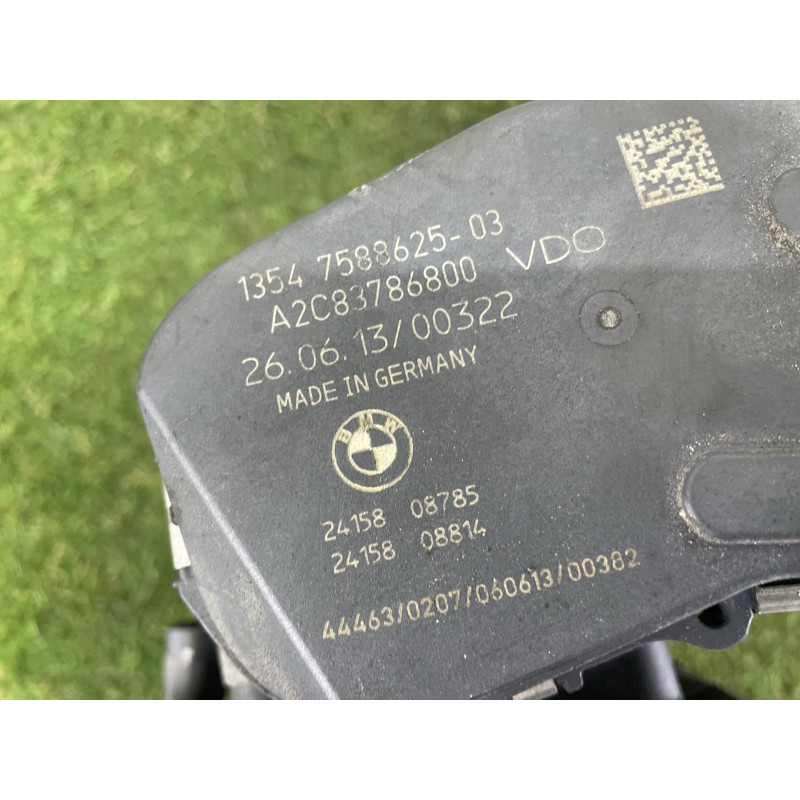 1354 7588625-03
A2C83786800 VDO
26.06.13/00322
MADE IN GERMANY
BMW
24158 08785
24158 08814
44463/0207/060613/00382